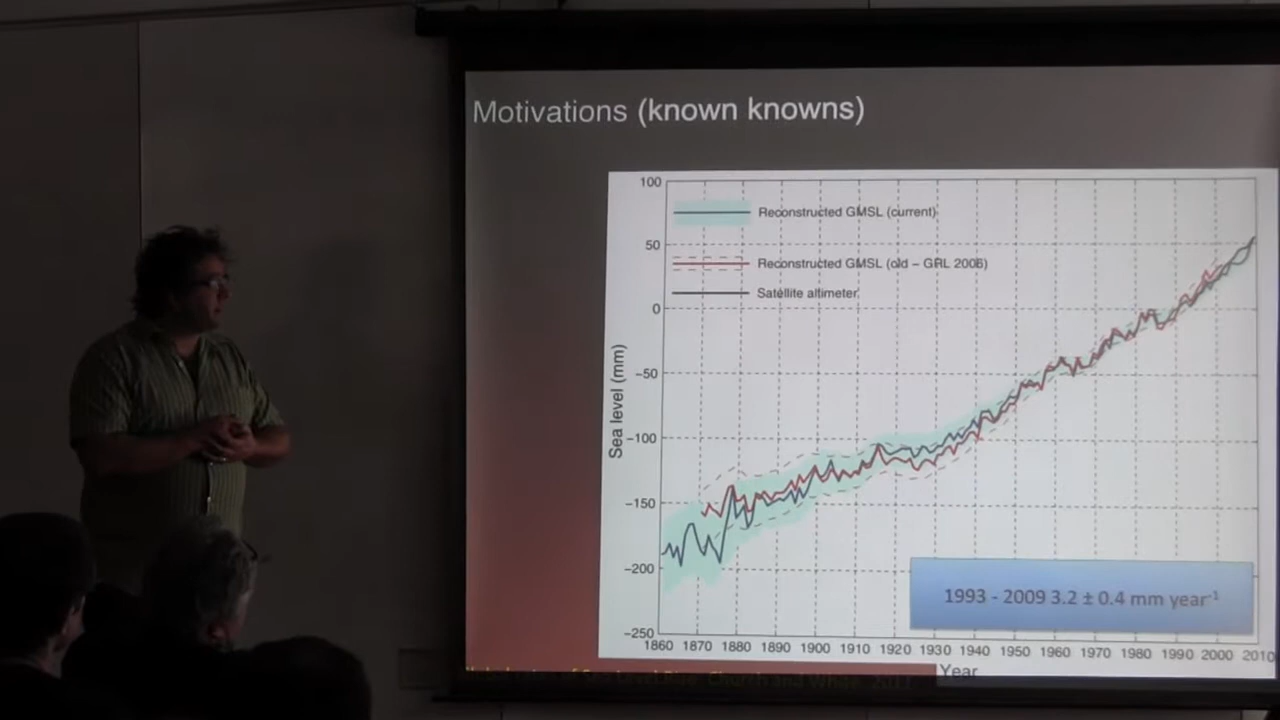 Motivations (known knowns)
100
50
0
−50
−100
−150
−200
−250
Sea level (mm)
Reconstructed GMSL (current)
Reconstructed GMSL (old − GRL 2006)
Satellite altimeter
1993 - 2009 3.2 ± 0.4 mm year-1
1860 1870 1880 1890 1900 1910 1920 1930 1940 1950 1960 1970 1980 1990 2000 2010
Year